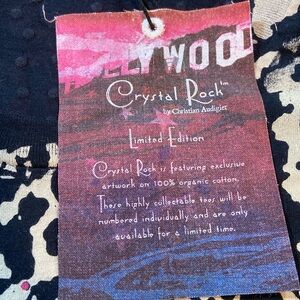 LLYWOOD
Crystal Rock™
by Christian Audigier
Limited Edition
Crystal Rock is featuring exclusive
artwork on 100% organic cotton.
These highly collectable tees will be
numbered individually and are only
available for a limited time.